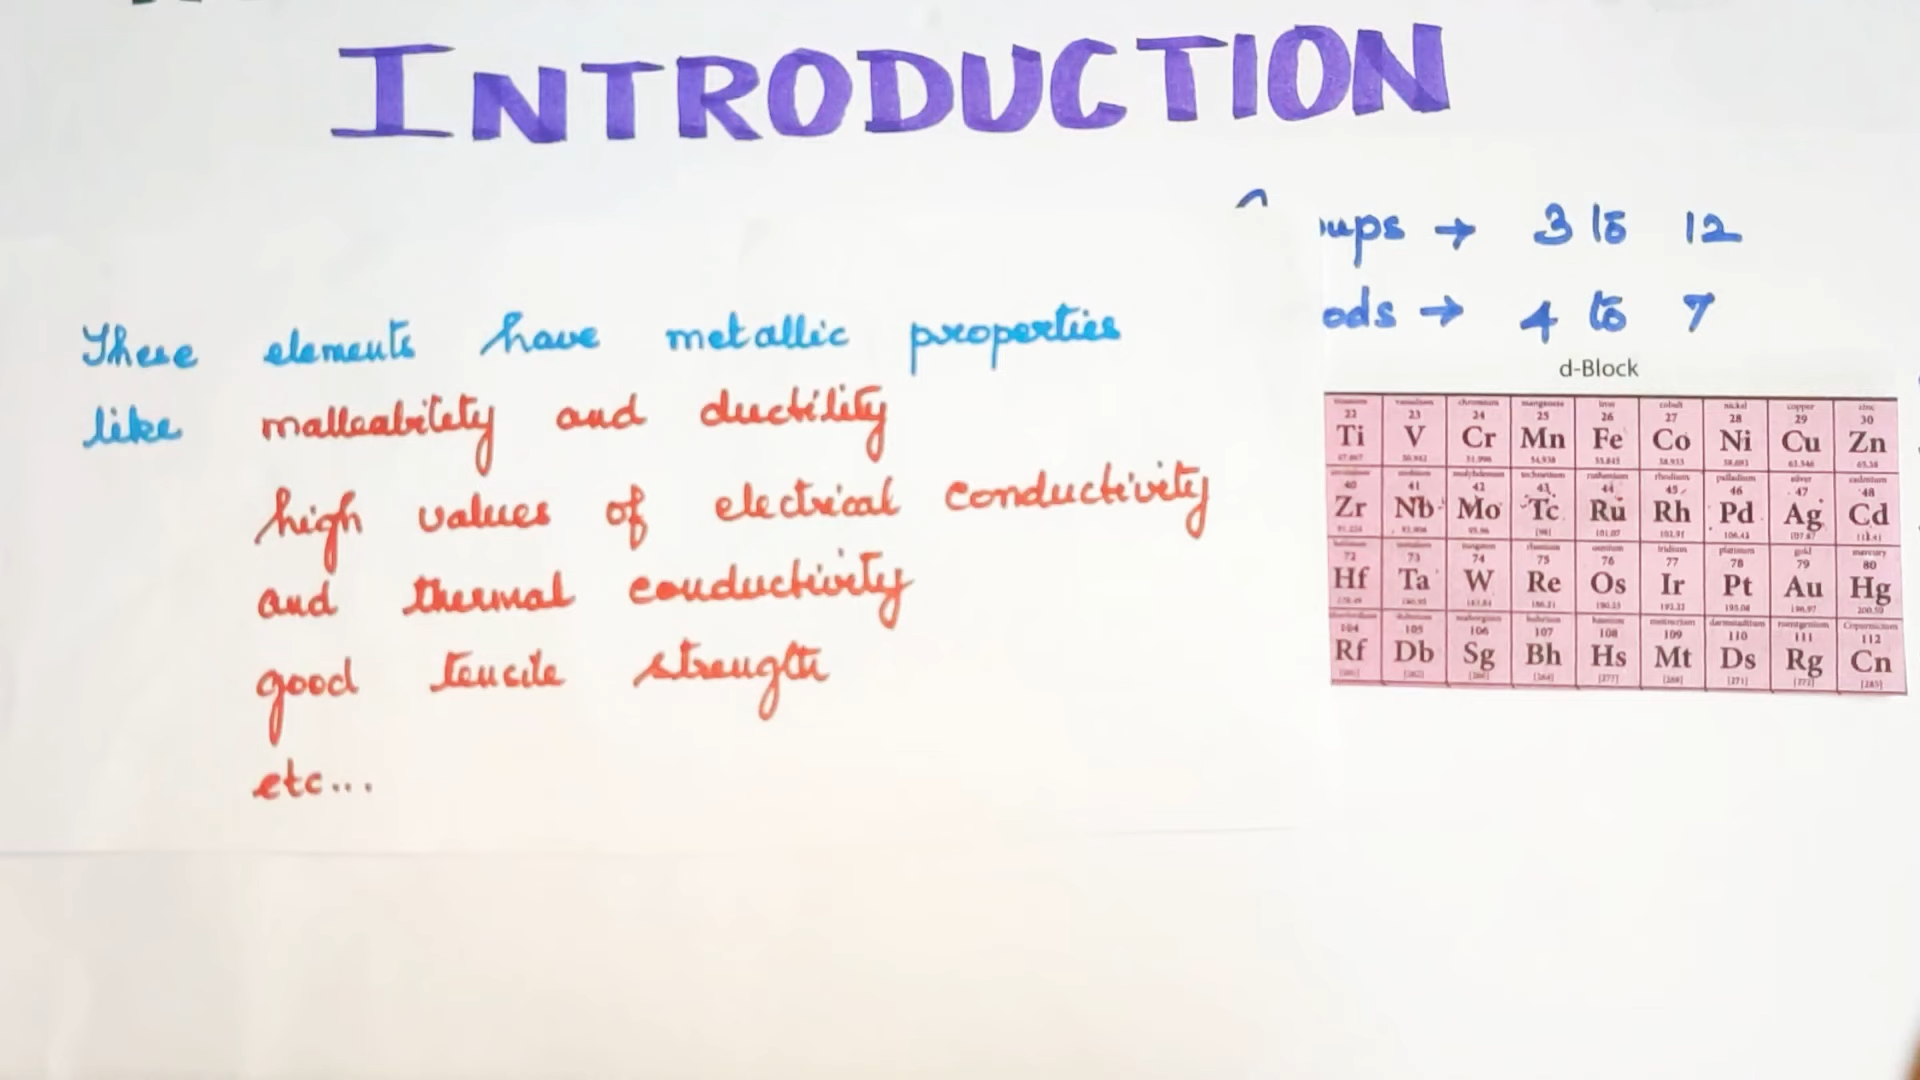 INTRODUCTION
ups → 3 to 12
ods → 4 to 7
These elements have metallic properties
like malleability and ductility
high values of electrical conductivity
and thermal conductivity
good tensile strength
etc...
d-Block
22 23 24 25 26 27 28 29 30
Ti V Cr Mn Fe Co Ni Cu Zn
40 41 42 43 44 45 46 47 48
Zr Nb Mo Tc Ru Rh Pd Ag Cd
72 73 74 75 76 77 78 79 80
Hf Ta W Re Os Ir Pt Au Hg
104 105 106 107 108 109 110 111 112
Rf Db Sg Bh Hs Mt Ds Rg Cn